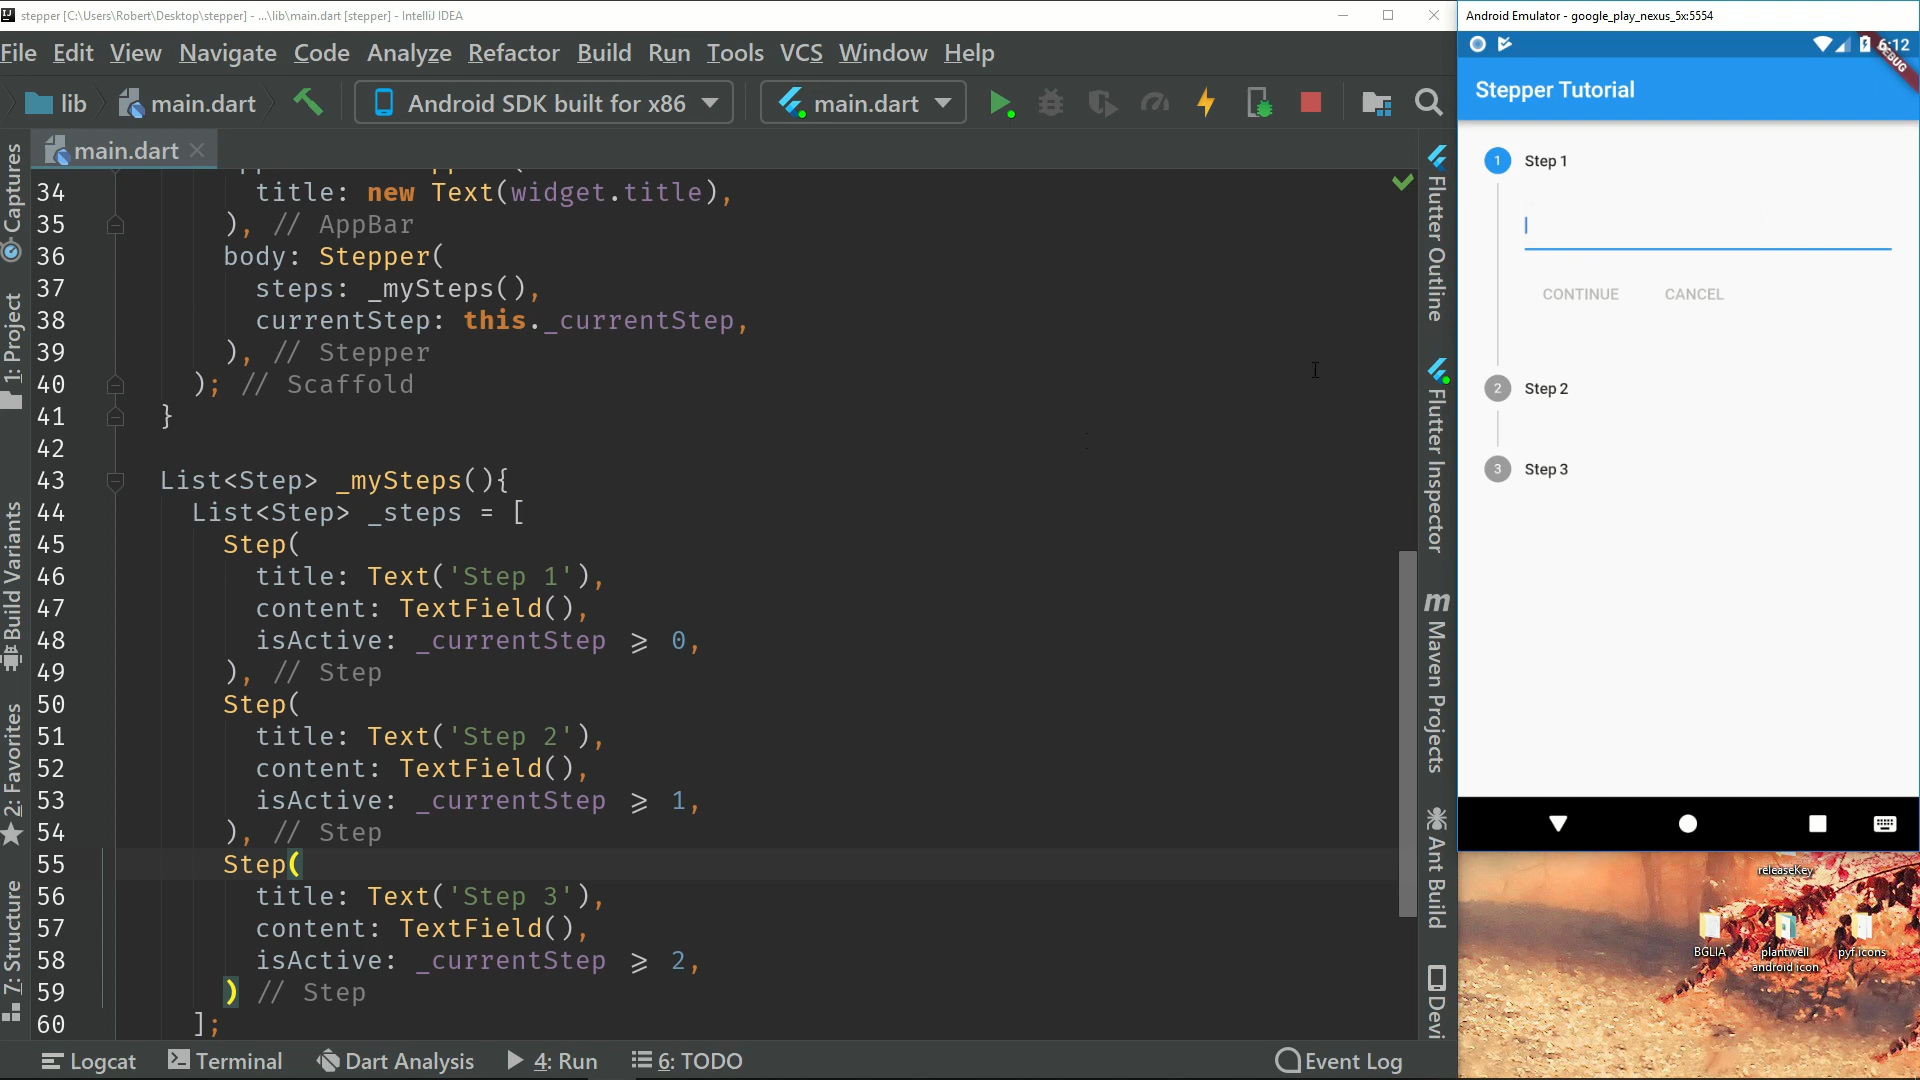 stepper [C:\Users\Robert\Desktop\stepper] - ...\lib\main.dart [stepper] - IntelliJ IDEA
File Edit View Navigate Code Analyze Refactor Build Run Tools VCS Window Help
lib main.dart Android SDK built for x86 main.dart
main.dart
34 title: new Text(widget.title),
35 ), // AppBar
36 body: Stepper(
37 steps: _mySteps(),
38 currentStep: this._currentStep,
39 ), // Stepper
40 ); // Scaffold
41 }
42
43 List<Step> _mySteps(){
44 List<Step> _steps = [
45 Step(
46 title: Text('Step 1'),
47 content: TextField(),
48 isActive: _currentStep ⩾ 0,
49 ), // Step
50 Step(
51 title: Text('Step 2'),
52 content: TextField(),
53 isActive: _currentStep ⩾ 1,
54 ), // Step
55 Step(
56 title: Text('Step 3'),
57 content: TextField(),
58 isActive: _currentStep ⩾ 2,
59 ) // Step
60 ];
Captures
1: Project
Build Variants
2: Favorites
7: Structure
Flutter Outline
Flutter Inspector
m Maven Projects
Ant Build
Devi
Logcat Terminal Dart Analysis 4: Run 6: TODO Event Log
Android Emulator - google_play_nexus_5x:5554
6:12
DEBUG
Stepper Tutorial
1 Step 1
CONTINUE CANCEL
2 Step 2
3 Step 3
releaseKey
BGLIA
plantwell
android icon
pyf icons